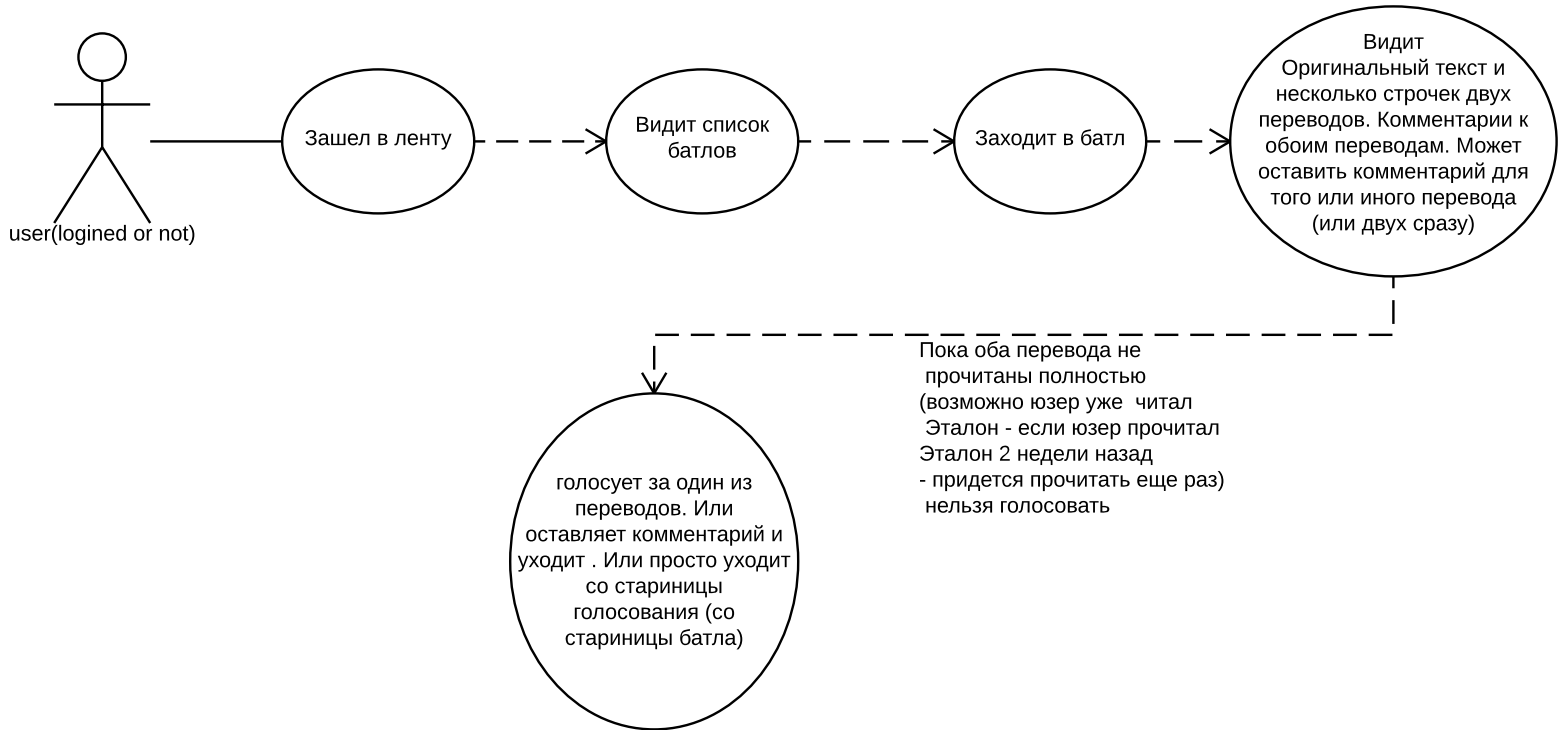 user(logined or not)
Зашел в ленту
Видит список
батлов
Заходит в батл
Видит
Оригинальный текст и
несколько строчек двух
переводов. Комментарии к
обоим переводам. Может
оставить комментарий для
того или иного перевода
(или двух сразу)
Пока оба перевода не
прочитаны полностью
(возможно юзер уже читал
Эталон - если юзер прочитал
Эталон 2 недели назад
- придется прочитать еще раз)
нельзя голосовать
голосует за один из
переводов. Или
оставляет комментарий и
уходит . Или просто уходит
со стариницы
голосования (со
стариницы батла)